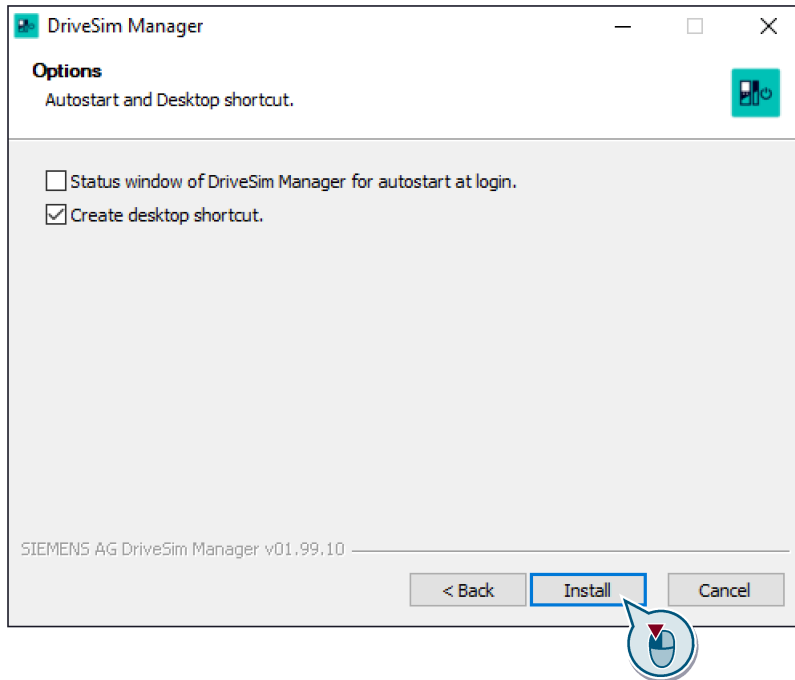 DriveSim Manager
Options
Autostart and Desktop shortcut.
Status window of DriveSim Manager for autostart at login.
Create desktop shortcut.
SIEMENS AG DriveSim Manager v01.99.10
< Back Install Cancel